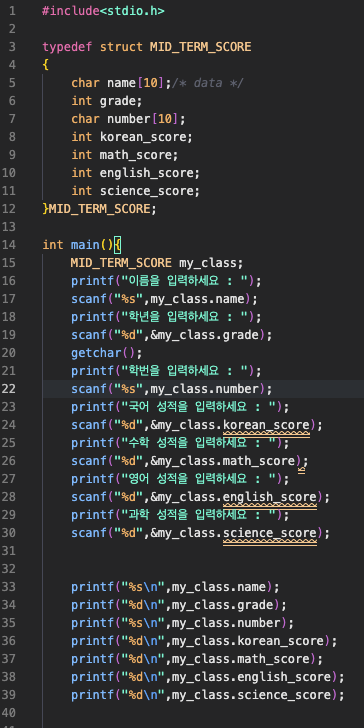 1 #include<stdio.h>
2
3 typedef struct MID_TERM_SCORE
4 {
5     char name[10];/* data */
6     int grade;
7     char number[10];
8     int korean_score;
9     int math_score;
10     int english_score;
11     int science_score;
12 }MID_TERM_SCORE;
13
14 int main(){
15     MID_TERM_SCORE my_class;
16     printf("이름을 입력하세요 : ");
17     scanf("%s",my_class.name);
18     printf("학년을 입력하세요 : ");
19     scanf("%d",&my_class.grade);
20     getchar();
21     printf("학번을 입력하세요 : ");
22     scanf("%s",my_class.number);
23     printf("국어 성적을 입력하세요 : ");
24     scanf("%d",&my_class.korean_score);
25     printf("수학 성적을 입력하세요 : ");
26     scanf("%d",&my_class.math_score);
27     printf("영어 성적을 입력하세요 : ");
28     scanf("%d",&my_class.english_score);
29     printf("과학 성적을 입력하세요 : ");
30     scanf("%d",&my_class.science_score);
31
32
33     printf("%s\n",my_class.name);
34     printf("%d\n",my_class.grade);
35     printf("%s\n",my_class.number);
36     printf("%d\n",my_class.korean_score);
37     printf("%d\n",my_class.math_score);
38     printf("%d\n",my_class.english_score);
39     printf("%d\n",my_class.science_score);
40